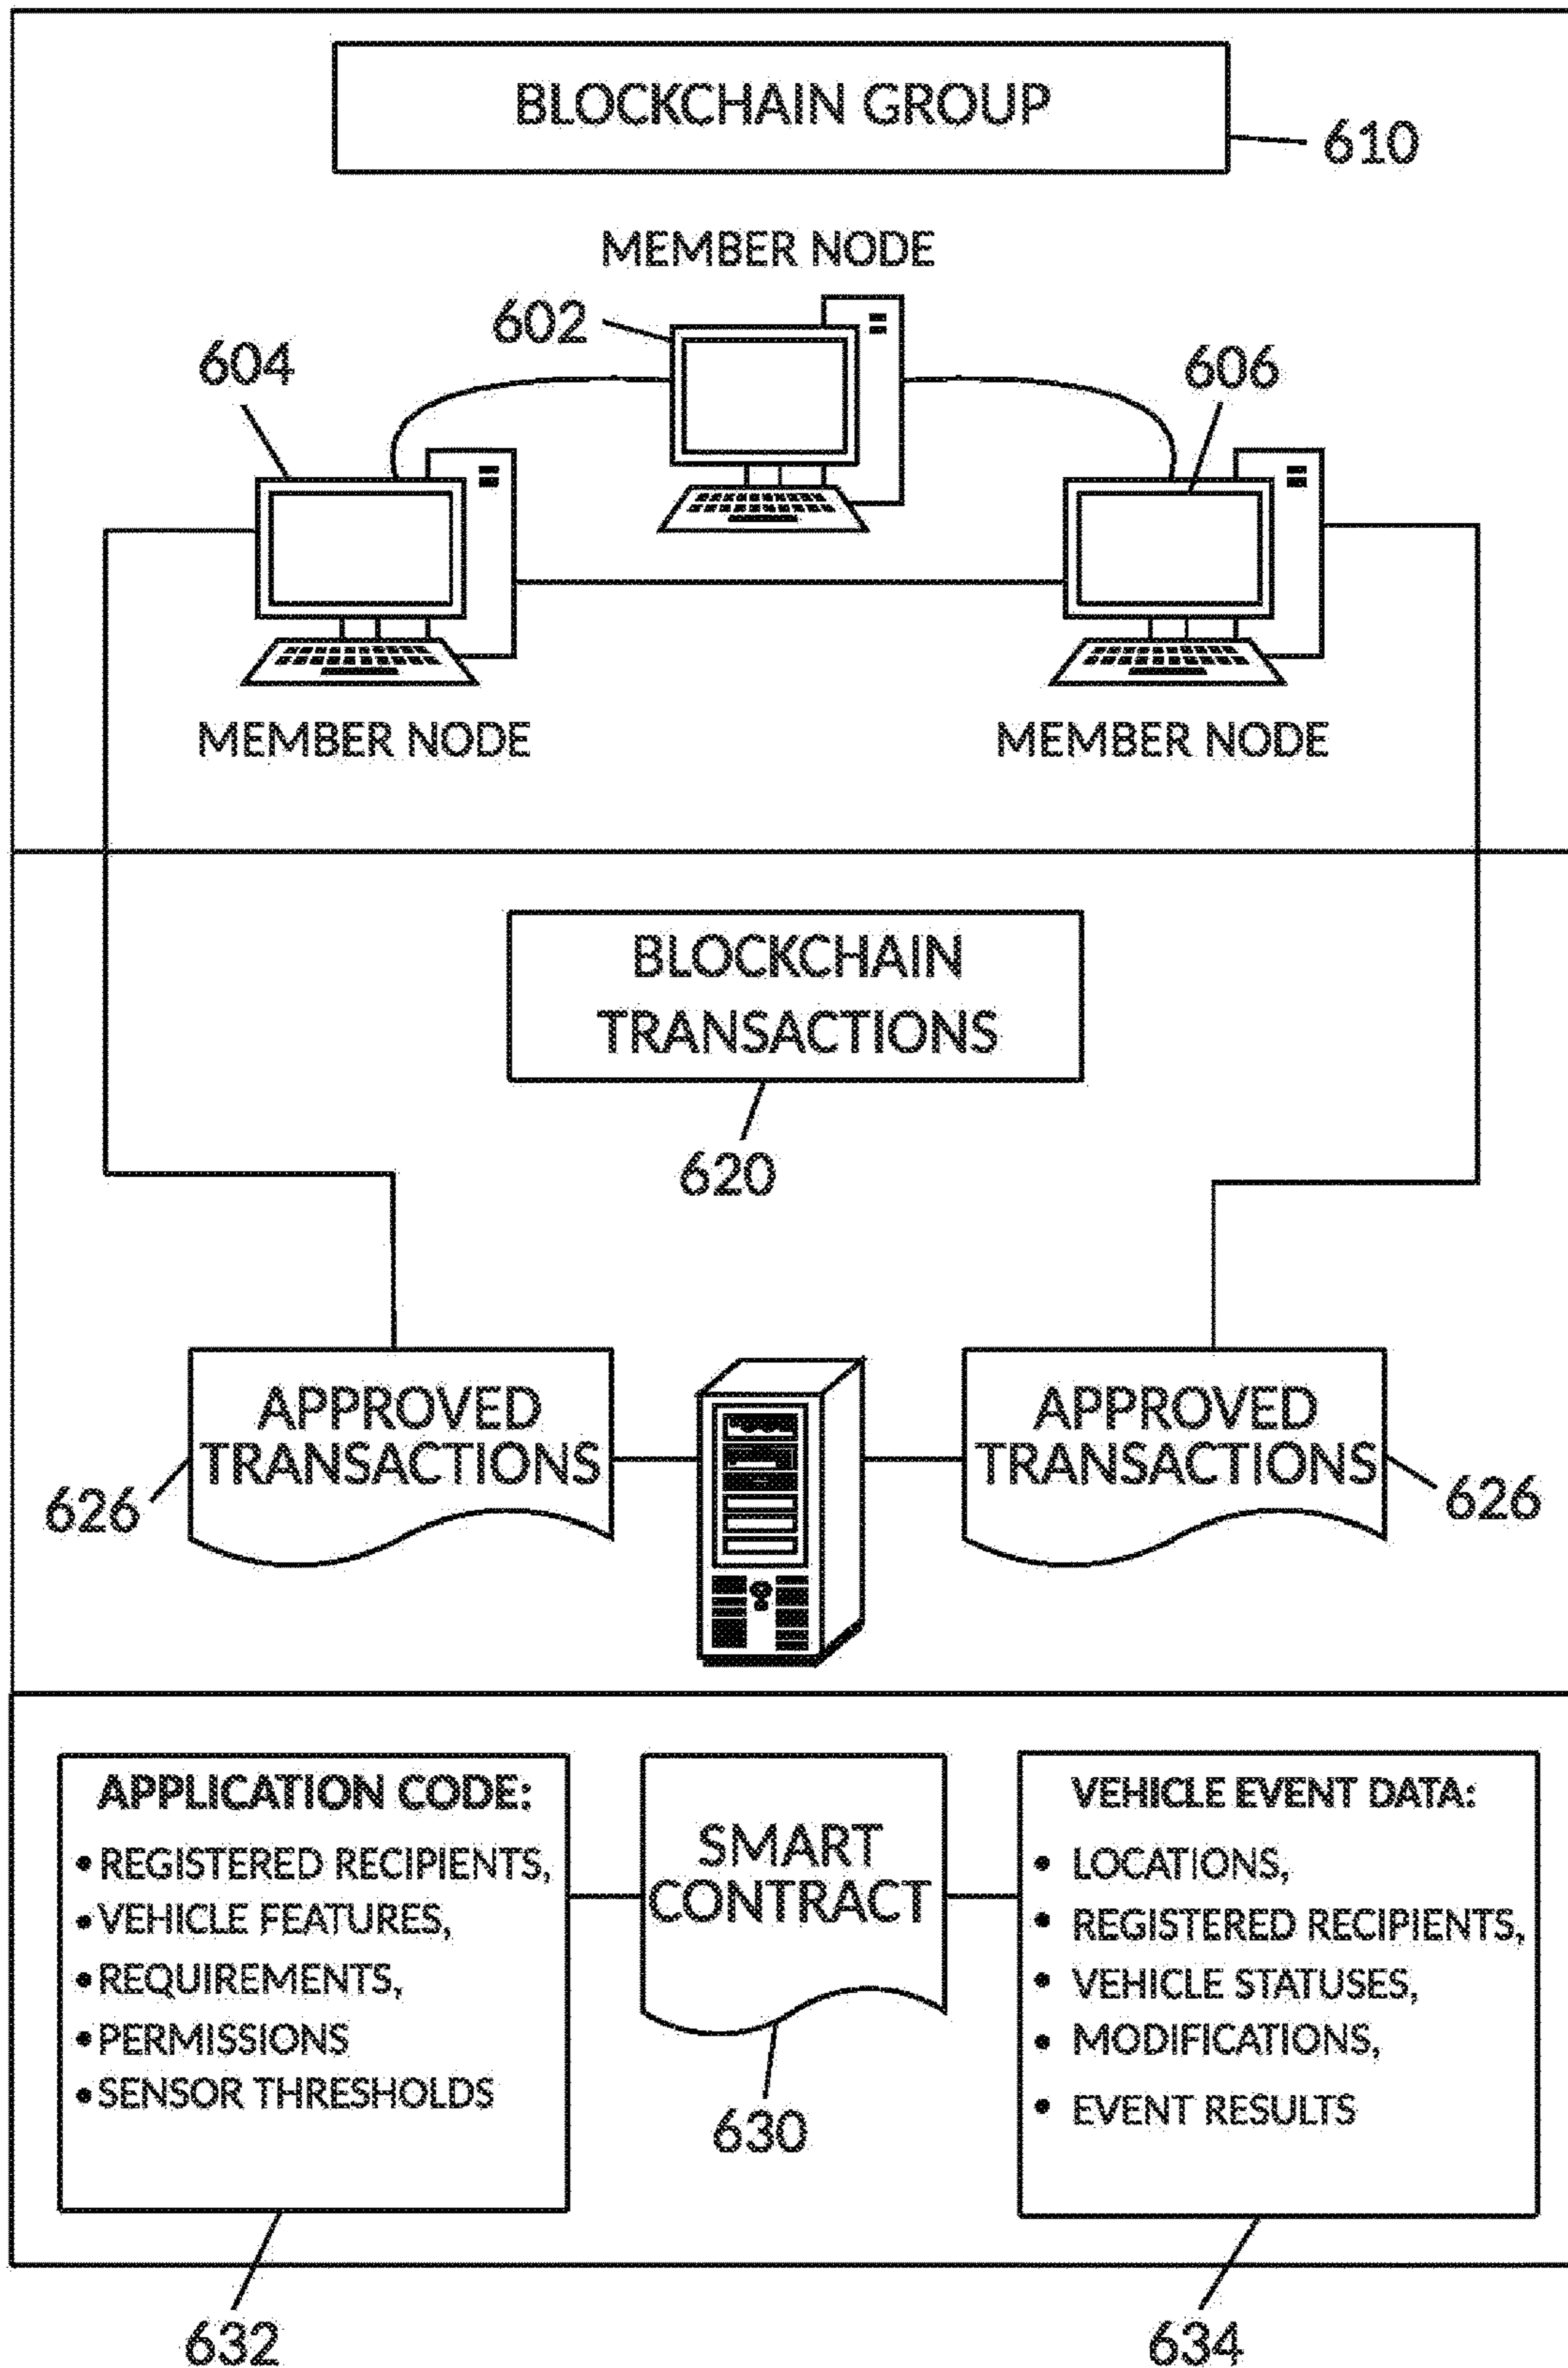 BLOCKCHAIN GROUP
610
MEMBER NODE
602
604
606
MEMBER NODE
MEMBER NODE
BLOCKCHAIN
TRANSACTIONS
620
APPROVED
TRANSACTIONS
626
APPROVED
TRANSACTIONS
626
APPLICATION CODE:
• REGISTERED RECIPIENTS,
• VEHICLE FEATURES,
• REQUIREMENTS,
• PERMISSIONS
• SENSOR THRESHOLDS
632
SMART
CONTRACT
630
VEHICLE EVENT DATA:
• LOCATIONS,
• REGISTERED RECIPIENTS,
• VEHICLE STATUSES,
• MODIFICATIONS,
• EVENT RESULTS
634